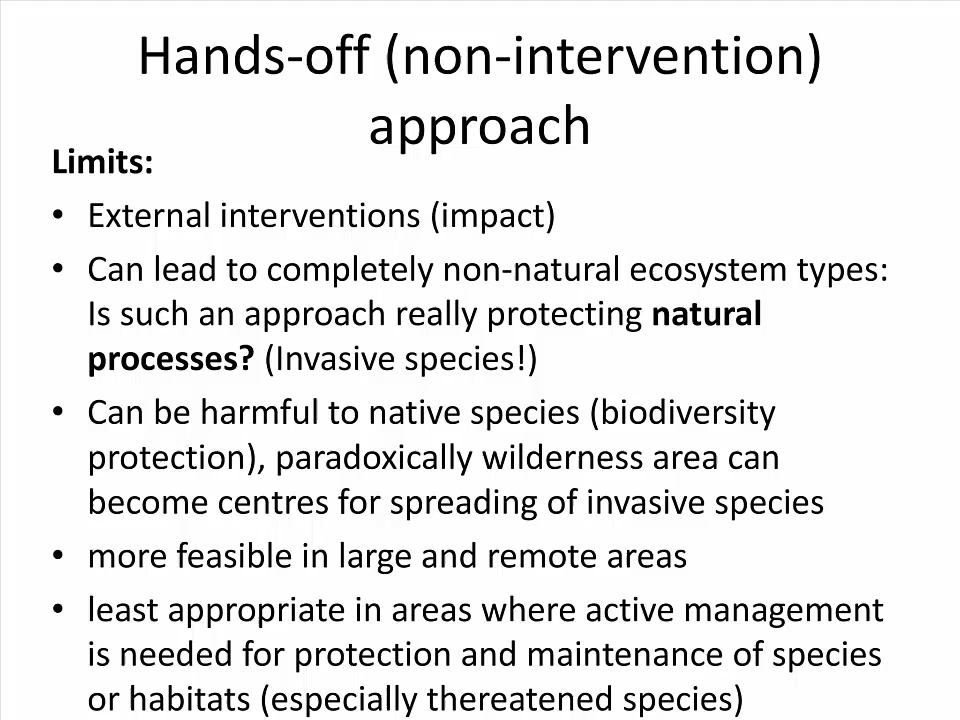 Hands-off (non-intervention)
approach
Limits:
• External interventions (impact)
• Can lead to completely non-natural ecosystem types:
Is such an approach really protecting natural
processes? (Invasive species!)
• Can be harmful to native species (biodiversity
protection), paradoxically wilderness area can
become centres for spreading of invasive species
• more feasible in large and remote areas
• least appropriate in areas where active management
is needed for protection and maintenance of species
or habitats (especially thereatened species)